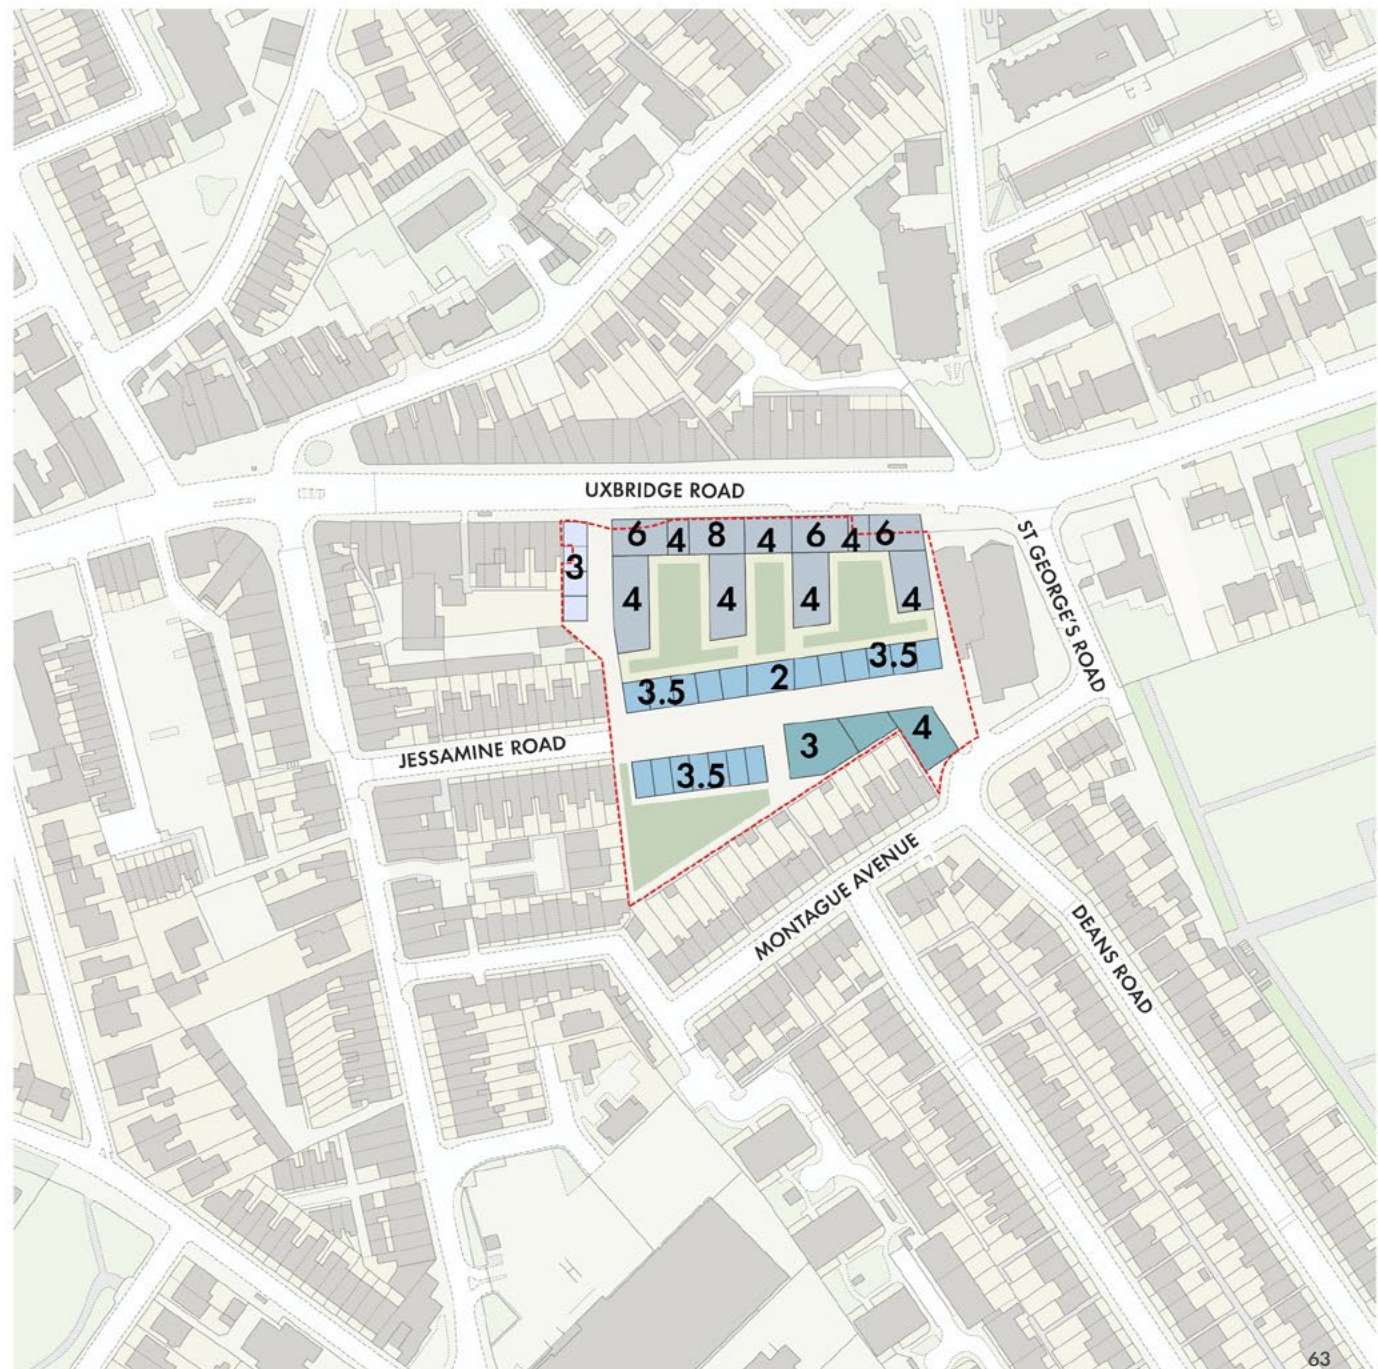 UXBRIDGE ROAD
6 4 8 4 6 4 6
3
4 4 4 4
ST GEORGE'S ROAD
3.5 2 3.5
JESSAMINE ROAD
3 4
3.5
MONTAGUE AVENUE
DEANS ROAD
63